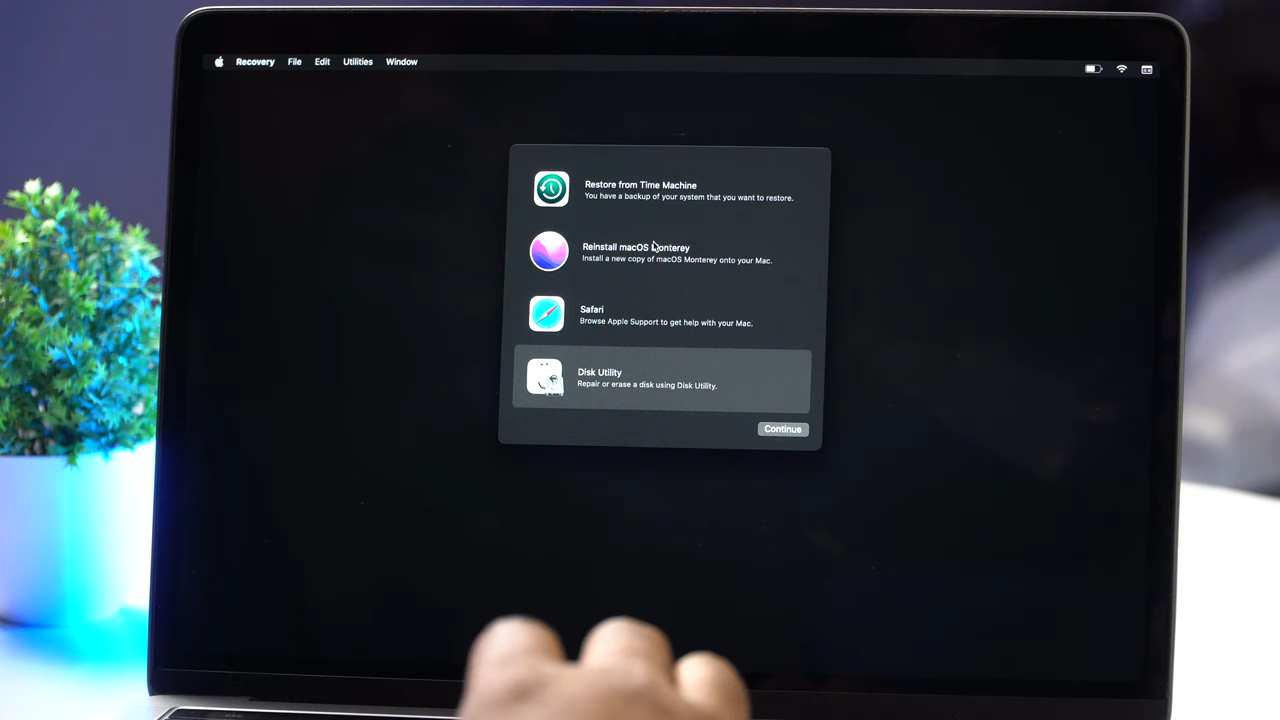 Recovery File Edit Utilities Window
Restore from Time Machine
You have a backup of your system that you want to restore.
Reinstall macOS Monterey
Install a new copy of macOS Monterey onto your Mac.
Safari
Browse Apple Support to get help with your Mac.
Disk Utility
Repair or erase a disk using Disk Utility.
Continue